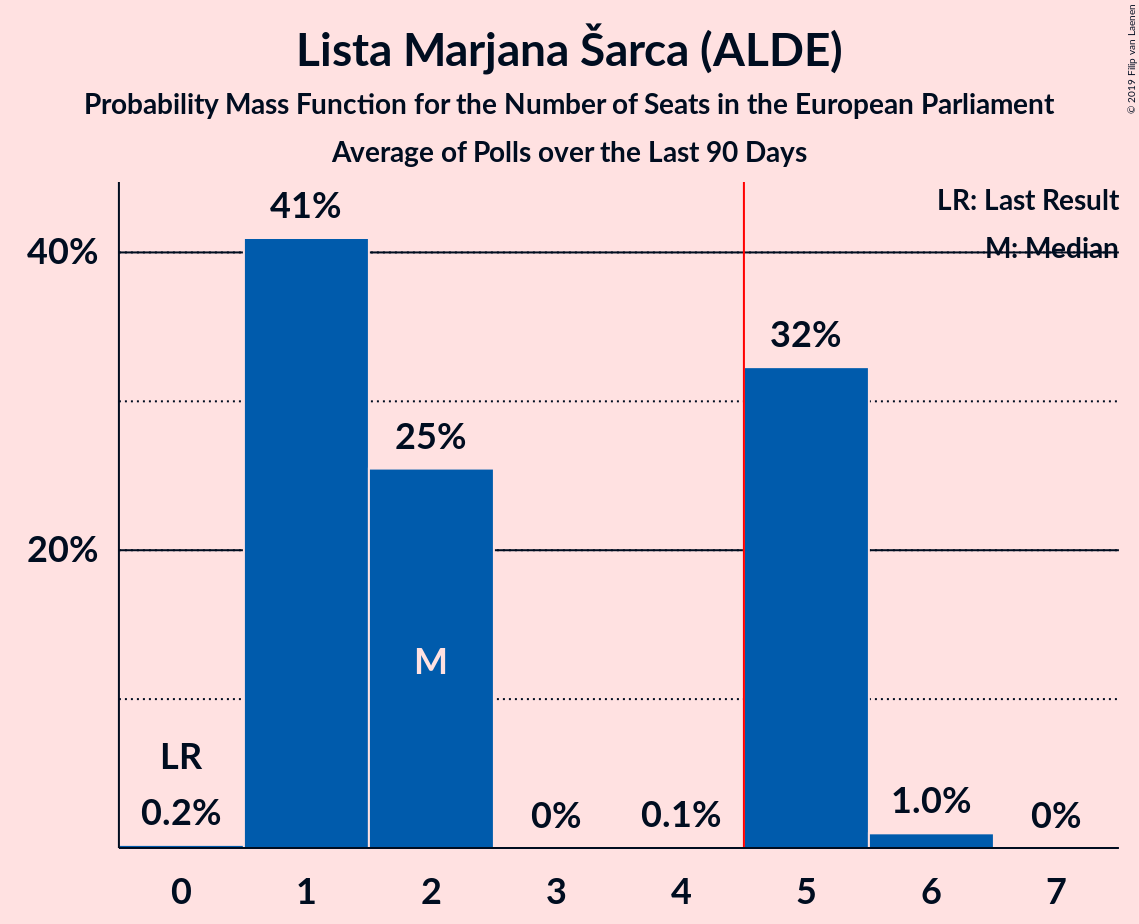 Lista Marjana Šarca (ALDE)
Probability Mass Function for the Number of Seats in the European Parliament
Average of Polls over the Last 90 Days
© 2019 Filip van Laenen
LR: Last Result
M: Median
40%
20%
41%
32%
25%
M
LR
0.2%
0%
0.1%
1.0%
0%
0 1 2 3 4 5 6 7